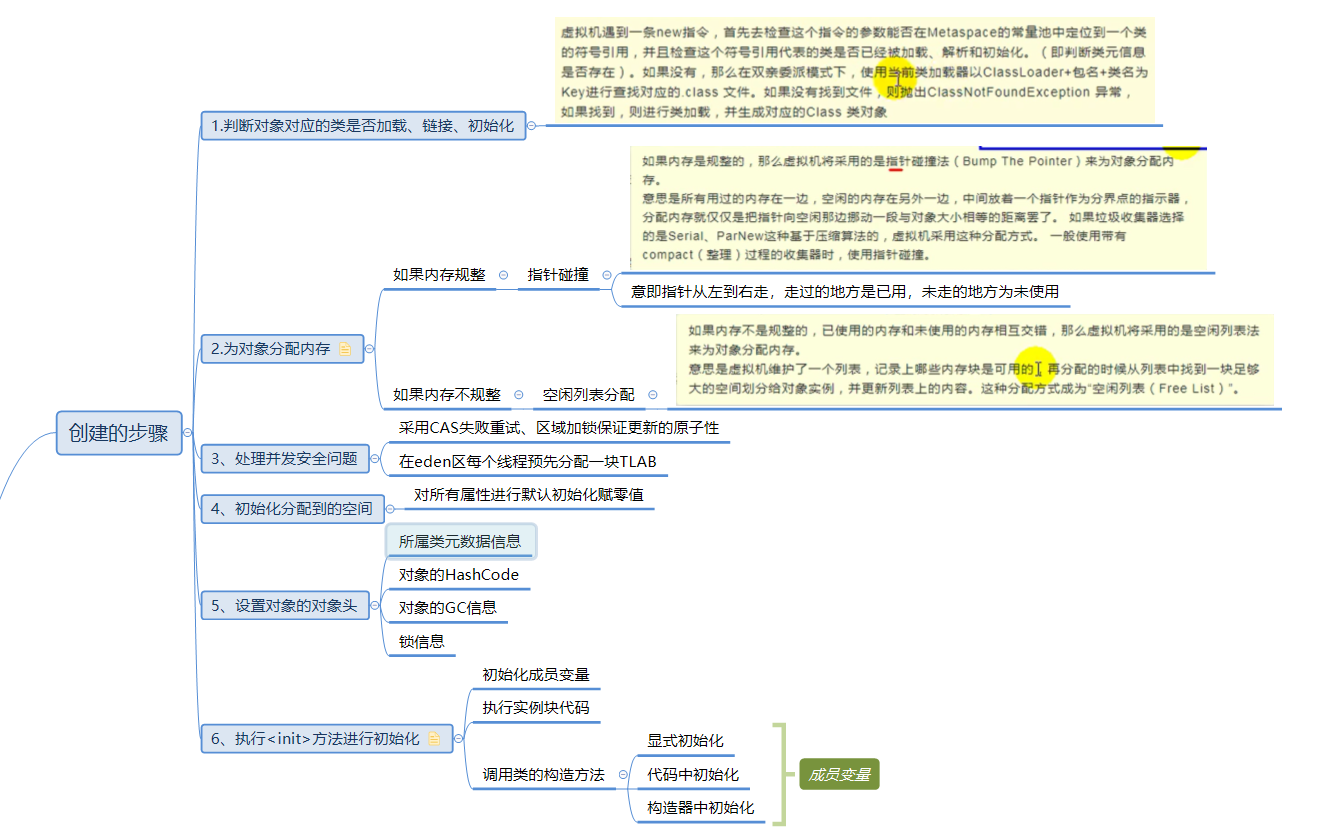 创建的步骤
1.判断对象对应的类是否加载、链接、初始化
虚拟机遇到一条new指令，首先去检查这个指令的参数能否在Metaspace的常量池中定位到一个类
的符号引用，并且检查这个符号引用代表的类是否已经被加载、解析和初始化。（即判断类元信息
是否存在）。如果没有，那么在双亲委派模式下，使用当前类加载器以ClassLoader+包名+类名为
Key进行查找对应的.class 文件。如果没有找到文件，则抛出ClassNotFoundException 异常，
如果找到，则进行类加载，并生成对应的Class 类对象
2.为对象分配内存
如果内存规整
指针碰撞
如果内存是规整的，那么虚拟机将采用的是指针碰撞法（Bump The Pointer）来为对象分配内
存。
意思是所有用过的内存在一边，空闲的内存在另外一边，中间放着一个指针作为分界点的指示器，
分配内存就仅仅是把指针向空闲那边挪动一段与对象大小相等的距离罢了。 如果垃圾收集器选择
的是Serial、ParNew这种基于压缩算法的，虚拟机采用这种分配方式。 一般使用带有
compact（整理）过程的收集器时，使用指针碰撞。
意即指针从左到右走，走过的地方是已用，未走的地方为未使用
如果内存不规整
空闲列表分配
如果内存不是规整的，已使用的内存和未使用的内存相互交错，那么虚拟机将采用的是空闲列表法
来为对象分配内存。
意思是虚拟机维护了一个列表，记录上哪些内存块是可用的，再分配的时候从列表中找到一块足够
大的空间划分给对象实例，并更新列表上的内容。这种分配方式成为“空闲列表（Free List）”。
3、处理并发安全问题
采用CAS失败重试、区域加锁保证更新的原子性
在eden区每个线程预先分配一块TLAB
4、初始化分配到的空间
对所有属性进行默认初始化赋零值
5、设置对象的对象头
所属类元数据信息
对象的HashCode
对象的GC信息
锁信息
6、执行<init>方法进行初始化
初始化成员变量
执行实例块代码
调用类的构造方法
显式初始化
代码中初始化
构造器中初始化
成员变量